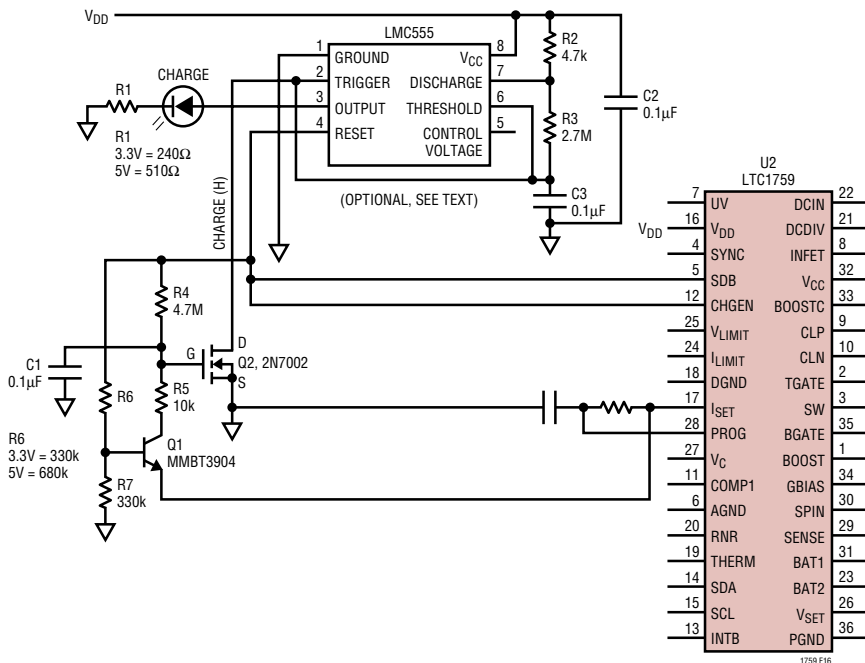 VDD
LMC555
1 GROUND VCC 8
2 TRIGGER DISCHARGE 7
3 OUTPUT THRESHOLD 6
4 RESET CONTROL VOLTAGE 5
R2
4.7k
R3
2.7M
C2
0.1µF
C3
0.1µF
CHARGE
R1
R1
3.3V = 240Ω
5V = 510Ω
(OPTIONAL, SEE TEXT)
CHARGE (H)
R4
4.7M
C1
0.1µF
G
D
Q2, 2N7002
S
R5
10k
R6
R6
3.3V = 330k
5V = 680k
Q1
MMBT3904
R7
330k
U2
LTC1759
VDD
7 UV DCIN 22
16 VDD DCDIV 21
4 SYNC INFET 8
5 SDB VCC 32
12 CHGEN BOOSTC 33
25 VLIMIT CLP 9
24 ILIMIT CLN 10
18 DGND TGATE 2
17 ISET SW 3
28 PROG BGATE 35
27 VC BOOST 1
11 COMP1 GBIAS 34
6 AGND SPIN 30
20 RNR SENSE 29
19 THERM BAT1 31
14 SDA BAT2 23
15 SCL VSET 26
13 INTB PGND 36
1759 F16